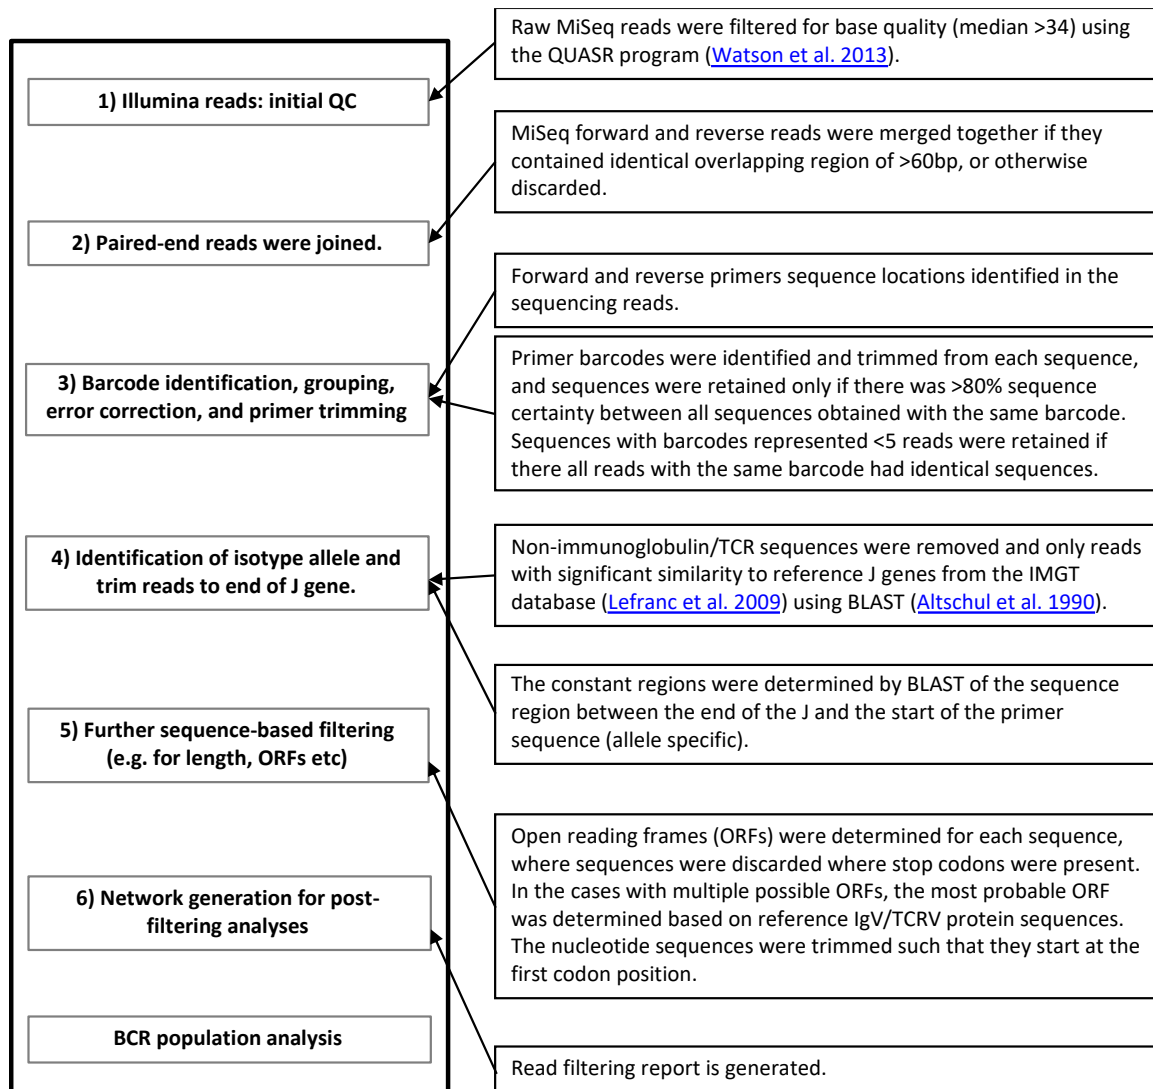 Raw MiSeq reads were filtered for base quality (median >34) using
the QUASR program (Watson et al. 2013).
1) Illumina reads: initial QC
MiSeq forward and reverse reads were merged together if they
contained identical overlapping region of >60bp, or otherwise
discarded.
2) Paired-end reads were joined.
Forward and reverse primers sequence locations identified in the
sequencing reads.
3) Barcode identification, grouping,
error correction, and primer trimming
Primer barcodes were identified and trimmed from each sequence,
and sequences were retained only if there was >80% sequence
certainty between all sequences obtained with the same barcode.
Sequences with barcodes represented <5 reads were retained if
there all reads with the same barcode had identical sequences.
4) Identification of isotype allele and
trim reads to end of J gene.
Non-immunoglobulin/TCR sequences were removed and only reads
with significant similarity to reference J genes from the IMGT
database (Lefranc et al. 2009) using BLAST (Altschul et al. 1990).
The constant regions were determined by BLAST of the sequence
region between the end of the J and the start of the primer
sequence (allele specific).
5) Further sequence-based filtering
(e.g. for length, ORFs etc)
Open reading frames (ORFs) were determined for each sequence,
where sequences were discarded where stop codons were present.
In the cases with multiple possible ORFs, the most probable ORF
was determined based on reference IgV/TCRV protein sequences.
The nucleotide sequences were trimmed such that they start at the
first codon position.
6) Network generation for post-
filtering analyses
Read filtering report is generated.
BCR population analysis